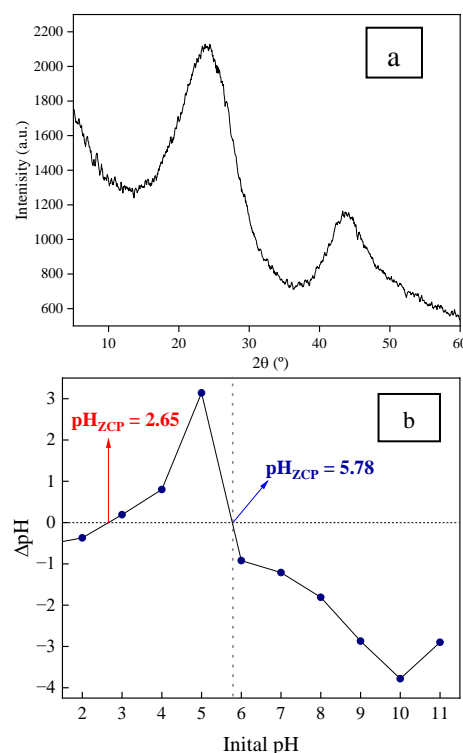 2200
2000
1800
1600
1400
1200
1000
800
600
Intenisity (a.u.)
a
10 20 30 40 50 60
2θ (º)
3
2
1
0
−1
−2
−3
−4
ΔpH
b
pH_ZCP = 2.65
pH_ZCP = 5.78
2 3 4 5 6 7 8 9 10 11
Inital pH